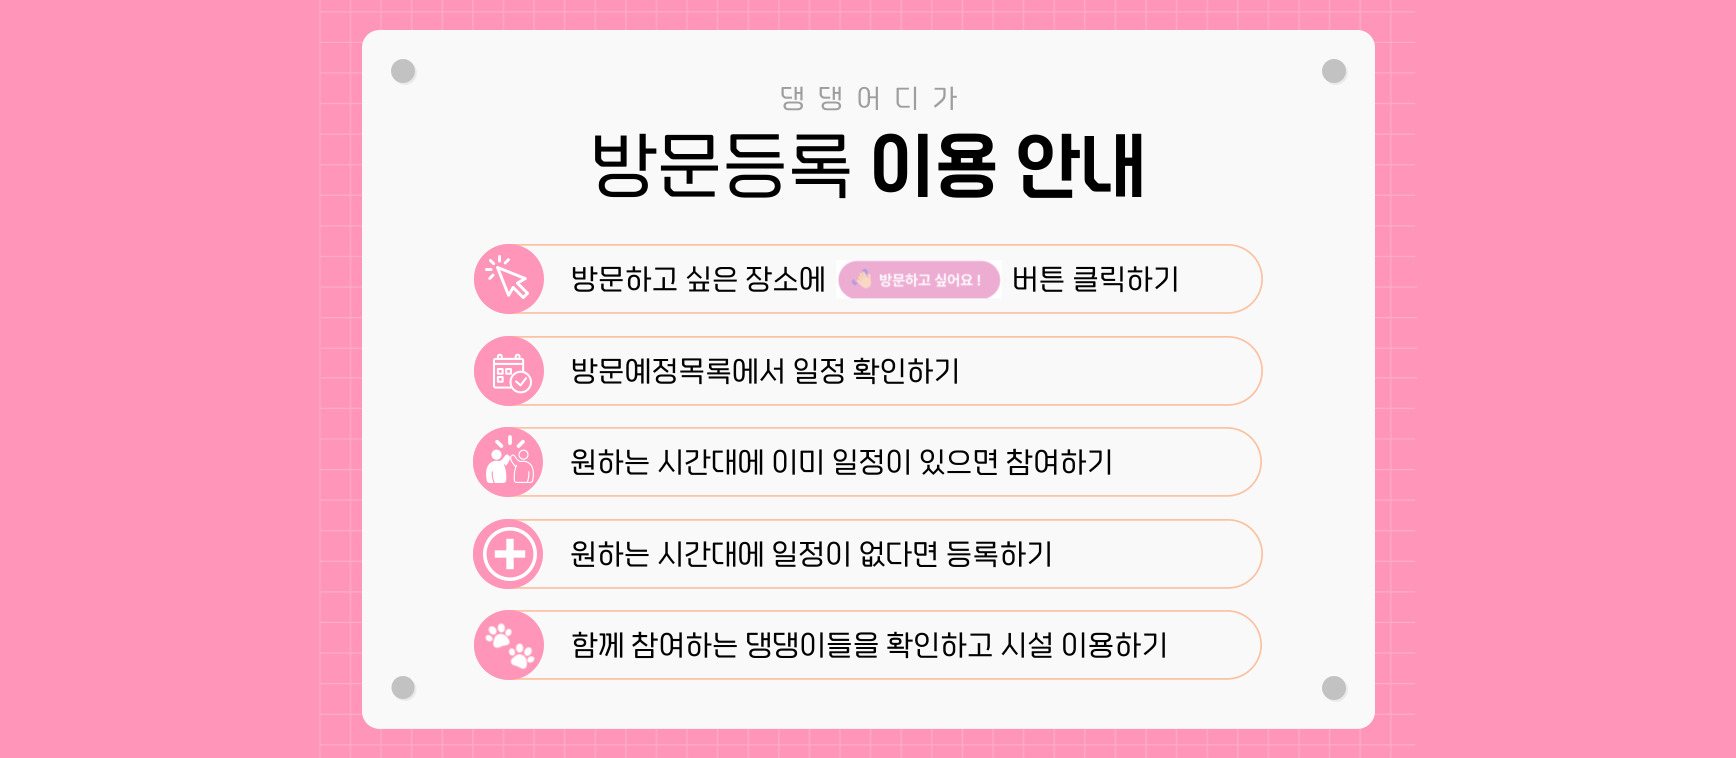 댕댕어디가
방문등록 이용 안내
방문하고 싶은 장소에 방문하고 싶어요 ! 버튼 클릭하기
방문예정목록에서 일정 확인하기
원하는 시간대에 이미 일정이 있으면 참여하기
원하는 시간대에 일정이 없다면 등록하기
함께 참여하는 댕댕이들을 확인하고 시설 이용하기